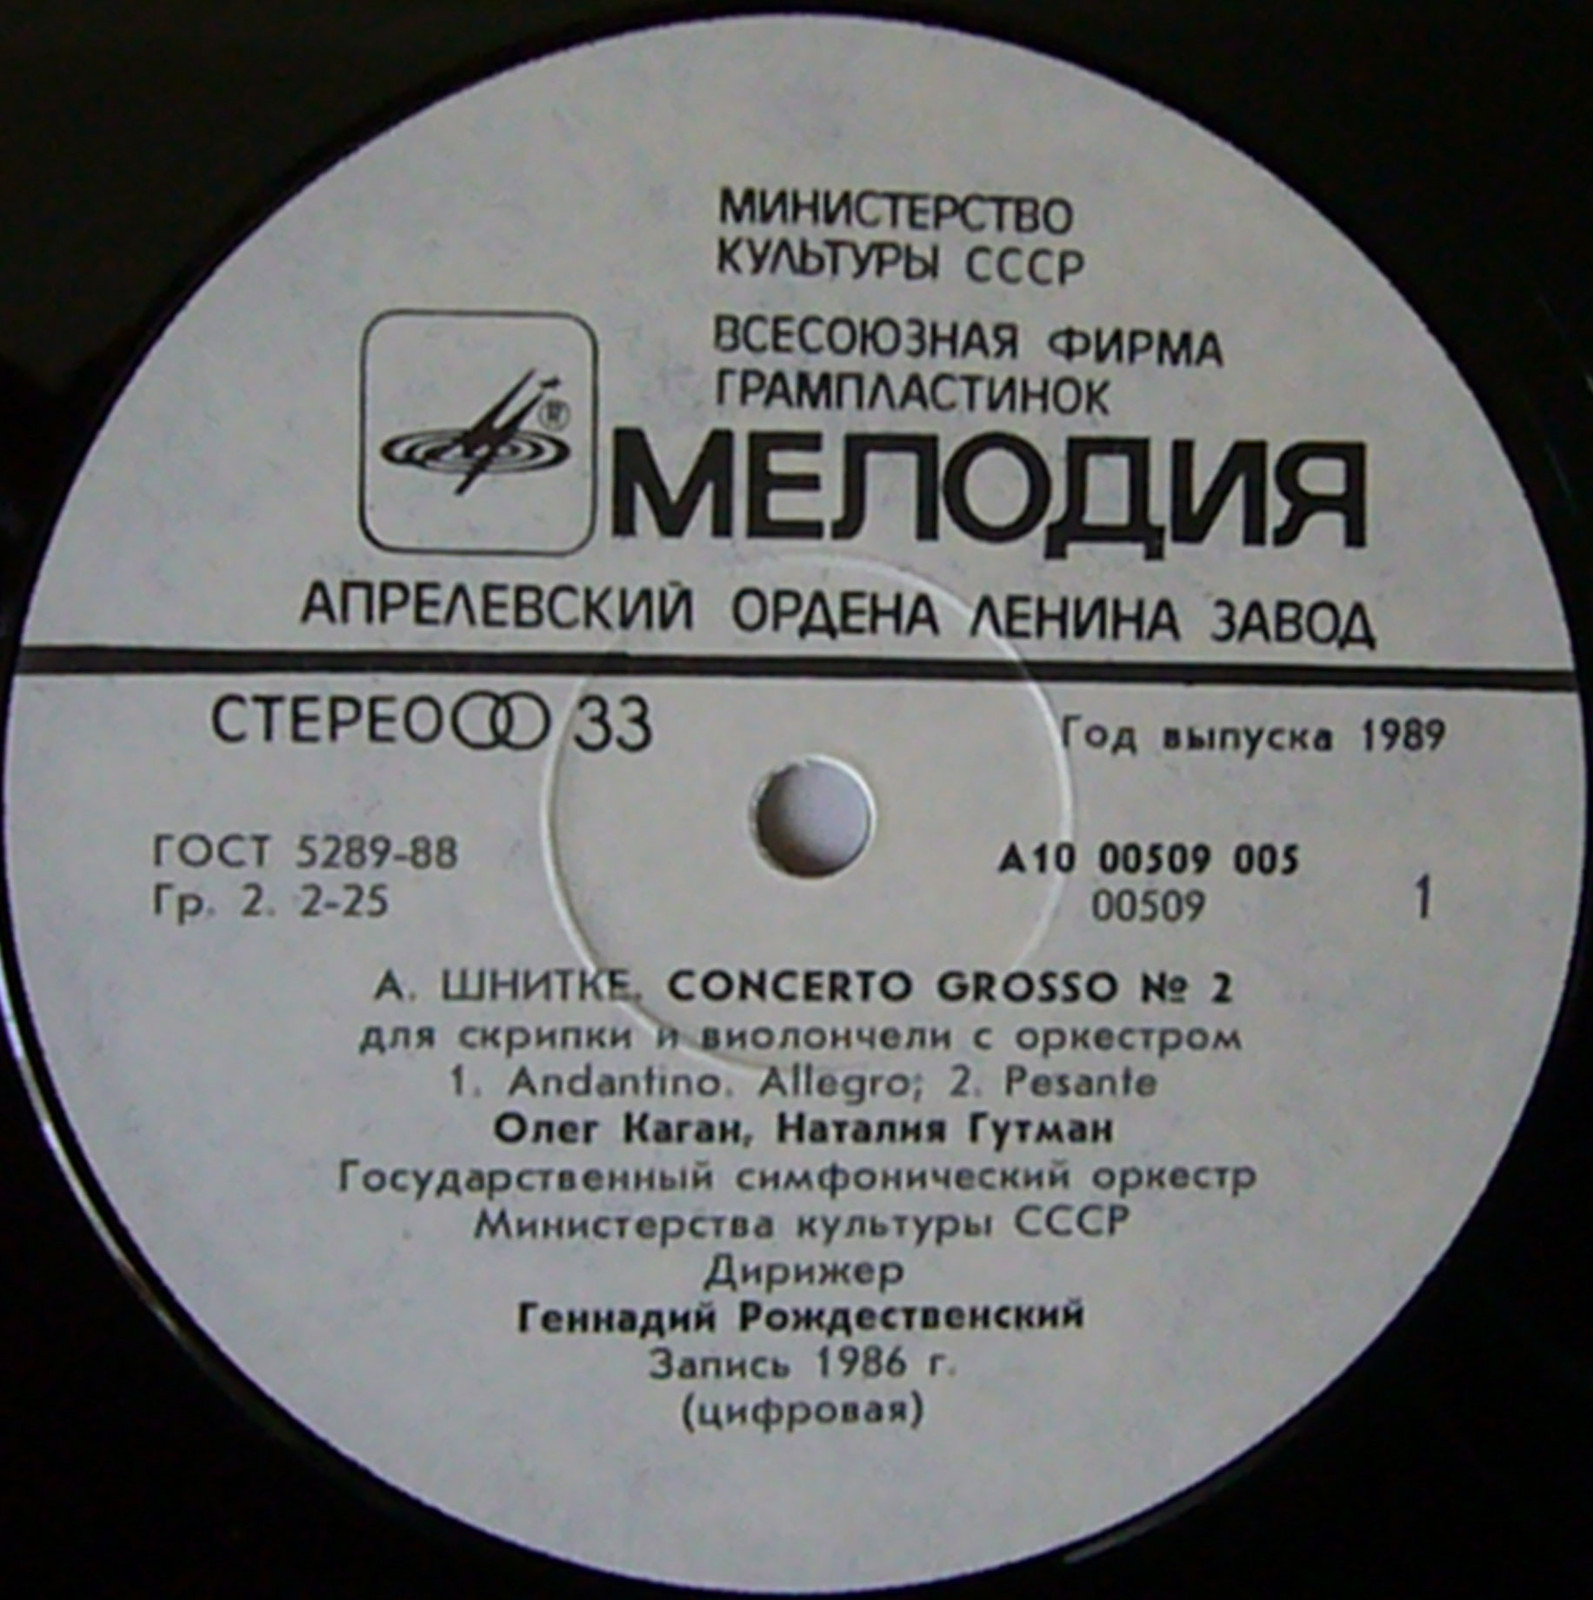 МИНИСТЕРСТВО
КУЛЬТУРЫ СССР
ВСЕСОЮЗНАЯ ФИРМА
ГРАМПЛАСТИНОК
МЕЛОДИЯ
АПРЕЛЕВСКИЙ ОРДЕНА ЛЕНИНА ЗАВОД
СТЕРЕО 33
Год выпуска 1989
ГОСТ 5289-88
Гр. 2. 2-25
А10 00509 005
00509
1
А. ШНИТКЕ. CONCERTO GROSSO № 2
для скрипки и виолончели с оркестром
1. Andantino. Allegro; 2. Pesante
Олег Каган, Наталия Гутман
Государственный симфонический оркестр
Министерства культуры СССР
Дирижер
Геннадий Рождественский
Запись 1986 г.
(цифровая)